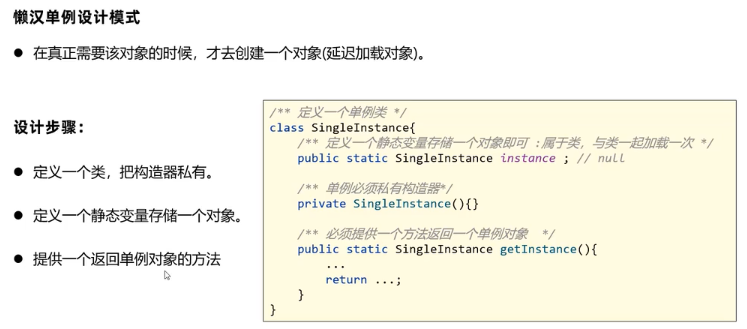 懒汉单例设计模式
● 在真正需要该对象的时候，才去创建一个对象(延迟加载对象)。
设计步骤：
● 定义一个类，把构造器私有。
● 定义一个静态变量存储一个对象。
● 提供一个返回单例对象的方法
/** 定义一个单例类 */
class SingleInstance{
/** 定义一个静态变量存储一个对象即可 :属于类，与类一起加载一次 */
public static SingleInstance instance ; // null
/** 单例必须私有构造器*/
private SingleInstance(){}
/** 必须提供一个方法返回一个单例对象  */
public static SingleInstance getInstance(){
...
return ...;
}
}